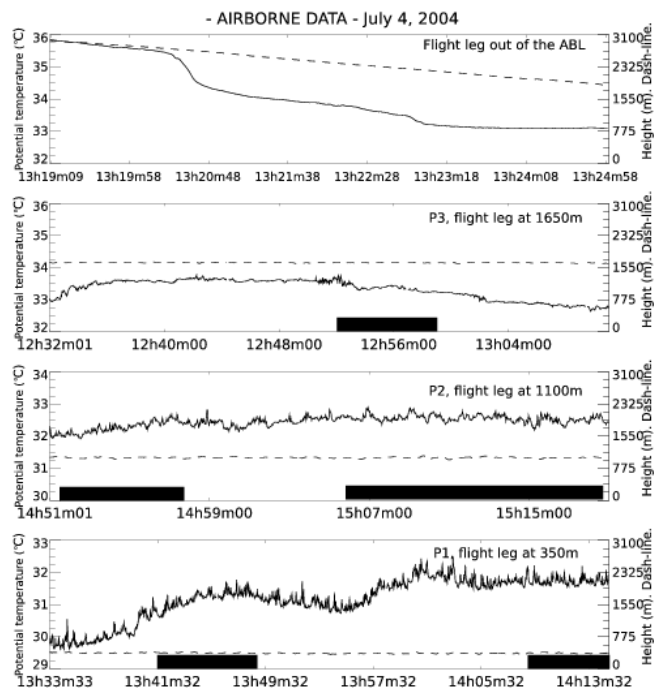 - AIRBORNE DATA - July 4, 2004
Potential temperature (°C)
36
35
34
33
32
Flight leg out of the ABL
3100
2325
1550
775
0
Height (m). Dash-line.
13h19m09 13h19m58 13h20m48 13h21m38 13h22m28 13h23m18 13h24m08 13h24m58
Potential temperature (°C)
36
35
34
33
32
P3, flight leg at 1650m
3100
2325
1550
775
0
Height (m). Dash-line.
12h32m01 12h40m00 12h48m00 12h56m00 13h04m00
Potential temperature (°C)
34
33
32
31
30
P2, flight leg at 1100m
3100
2325
1550
775
0
Height (m). Dash-line.
14h51m01 14h59m00 15h07m00 15h15m00
Potential temperature (°C)
33
32
31
30
29
P1, flight leg at 350m
3100
2325
1550
775
0
Height (m). Dash-line.
13h33m33 13h41m32 13h49m32 13h57m32 14h05m32 14h13m32